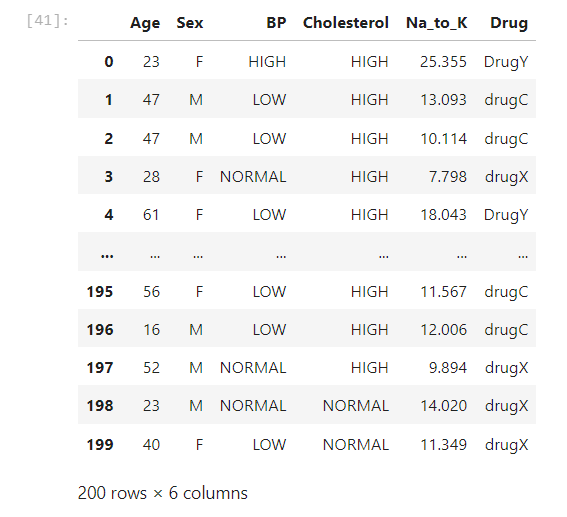 [41]: Age Sex BP Cholesterol Na_to_K Drug
0 23 F HIGH HIGH 25.355 DrugY
1 47 M LOW HIGH 13.093 drugC
2 47 M LOW HIGH 10.114 drugC
3 28 F NORMAL HIGH 7.798 drugX
4 61 F LOW HIGH 18.043 DrugY
... ... ... ... ... ... ...
195 56 F LOW HIGH 11.567 drugC
196 16 M LOW HIGH 12.006 drugC
197 52 M NORMAL HIGH 9.894 drugX
198 23 M NORMAL NORMAL 14.020 drugX
199 40 F LOW NORMAL 11.349 drugX
200 rows × 6 columns